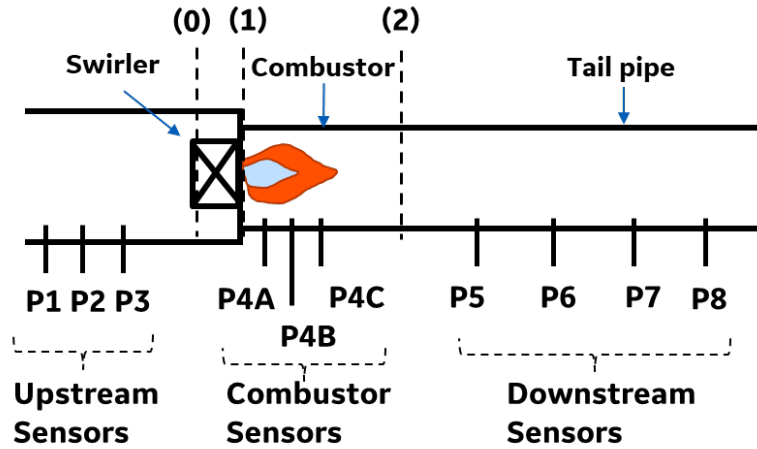 (0) (1) (2)
Swirler Combustor Tail pipe
P1 P2 P3 P4A P4C P5 P6 P7 P8
P4B
Upstream Combustor Downstream
Sensors Sensors Sensors